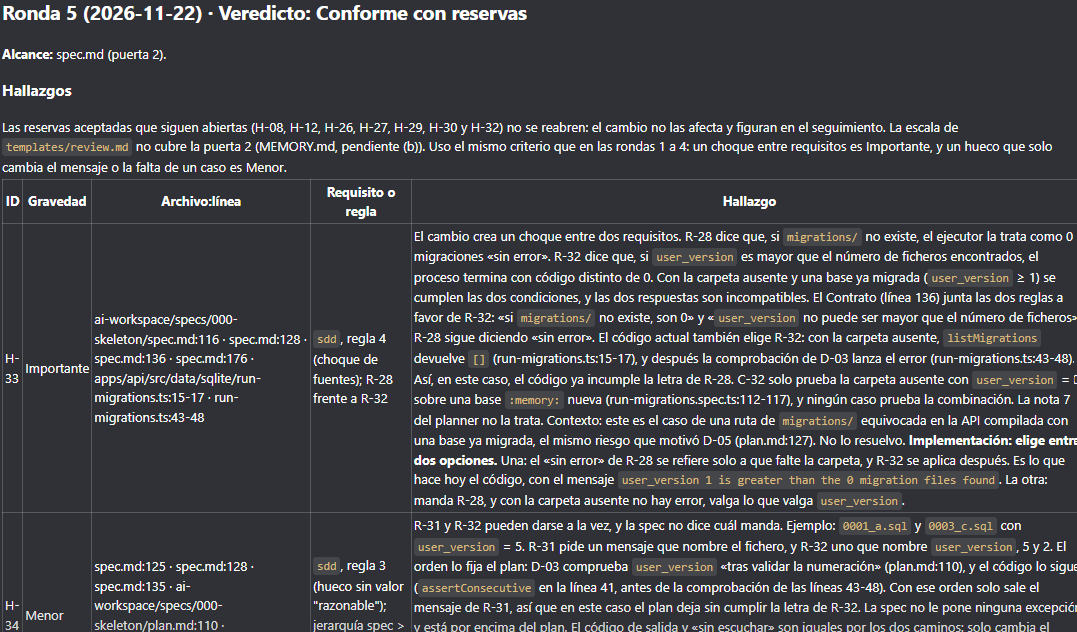 Ronda 5 (2026-11-22) · Veredicto: Conforme con reservas
Alcance: spec.md (puerta 2).
Hallazgos
Las reservas aceptadas que siguen abiertas (H-08, H-12, H-26, H-27, H-29, H-30 y H-32) no se reabren: el cambio no las afecta y figuran en el seguimiento. La escala de
templates/review.md no cubre la puerta 2 (MEMORY.md, pendiente (b)). Uso el mismo criterio que en las rondas 1 a 4: un choque entre requisitos es Importante, y un hueco que solo
cambia el mensaje o la falta de un caso es Menor.
ID Gravedad Archivo:línea Requisito o regla Hallazgo
H-33
Importante
ai-workspace/specs/000-
skeleton/spec.md:116 · spec.md:128 ·
spec.md:136 · spec.md:176 ·
apps/api/src/data/sqlite/run-
migrations.ts:15-17 · run-
migrations.ts:43-48
sdd, regla 4
(choque de
fuentes); R-28
frente a R-32
El cambio crea un choque entre dos requisitos. R-28 dice que, si migrations/ no existe, el ejecutor la trata como 0
migraciones «sin error». R-32 dice que, si user_version es mayor que el número de ficheros encontrados, el
proceso termina con código distinto de 0. Con la carpeta ausente y una base ya migrada (user_version ≥ 1) se
cumplen las dos condiciones, y las dos respuestas son incompatibles. El Contrato (línea 136) junta las dos reglas a
favor de R-32: «si migrations/ no existe, son 0» y «user_version no puede ser mayor que el número de ficheros»
R-28 sigue diciendo «sin error». El código actual también elige R-32: con la carpeta ausente, listMigrations
devuelve [] (run-migrations.ts:15-17), y después la comprobación de D-03 lanza el error (run-migrations.ts:43-48).
Así, en este caso, el código ya incumple la letra de R-28. C-32 solo prueba la carpeta ausente con user_version =
sobre una base :memory: nueva (run-migrations.spec.ts:112-117), y ningún caso prueba la combinación. La nota 7
del planner no la trata. Contexto: este es el caso de una ruta de migrations/ equivocada en la API compilada con
una base ya migrada, el mismo riesgo que motivó D-05 (plan.md:127). No lo resuelvo. Implementación: elige entre
dos opciones. Una: el «sin error» de R-28 se refiere solo a que falte la carpeta, y R-32 se aplica después. Es lo que
hace hoy el código, con el mensaje user_version 1 is greater than the 0 migration files found. La otra:
manda R-28, y con la carpeta ausente no hay error, valga lo que valga user_version.
H-34
Menor
spec.md:125 · spec.md:128 ·
spec.md:135 · ai-
workspace/specs/000-
skeleton/plan.md:110 ·
sdd, regla 3
(hueco sin valor
"razonable");
jerarquía spec >
R-31 y R-32 pueden darse a la vez, y la spec no dice cuál manda. Ejemplo: 0001_a.sql y 0003_c.sql con
user_version = 5. R-31 pide un mensaje que nombre el fichero, y R-32 uno que nombre user_version, 5 y 2. El
orden lo fija el plan: D-03 comprueba user_version «tras validar la numeración» (plan.md:110), y el código lo sigue
(assertConsecutive en la línea 41, antes de la comprobación de las líneas 43-48). Con ese orden solo sale el
mensaje de R-31, así que en este caso el plan deja sin cumplir la letra de R-32. La spec no le pone ninguna excepción
y está por encima del plan. El código de salida y «sin escuchar» son iguales por los dos caminos: solo cambia el